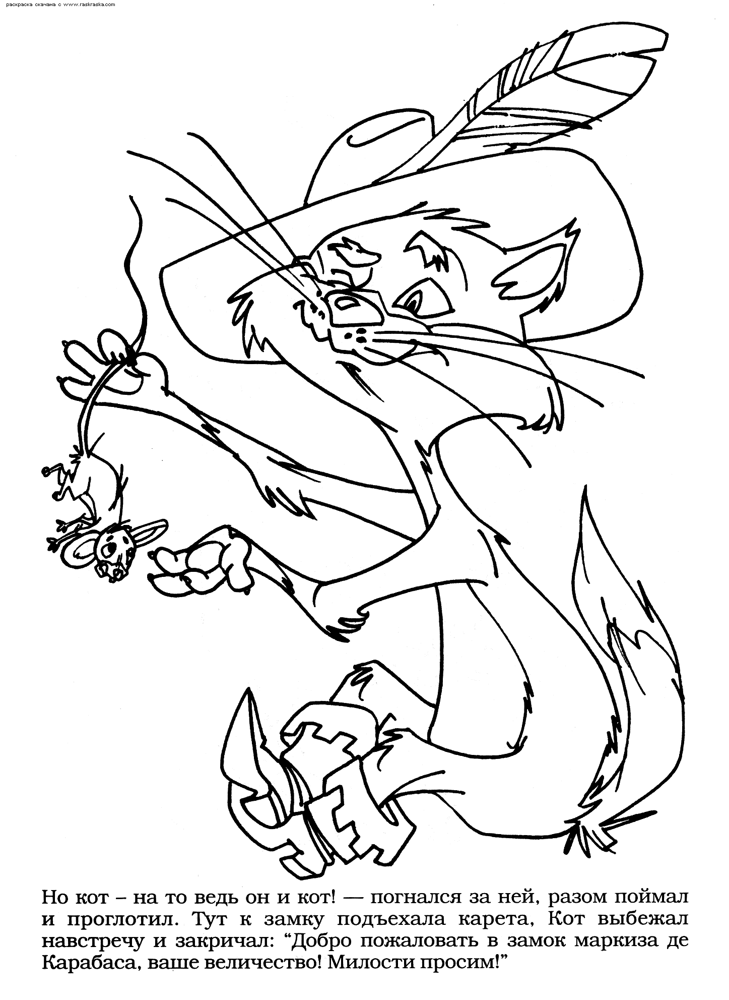 раскраска скачана с www.raskraska.com
Но кот – на то ведь он и кот! — погнался за ней, разом поймал
и проглотил. Тут к замку подъехала карета, Кот выбежал
навстречу и закричал: “Добро пожаловать в замок маркиза де
Карабаса, ваше величество! Милости просим!”